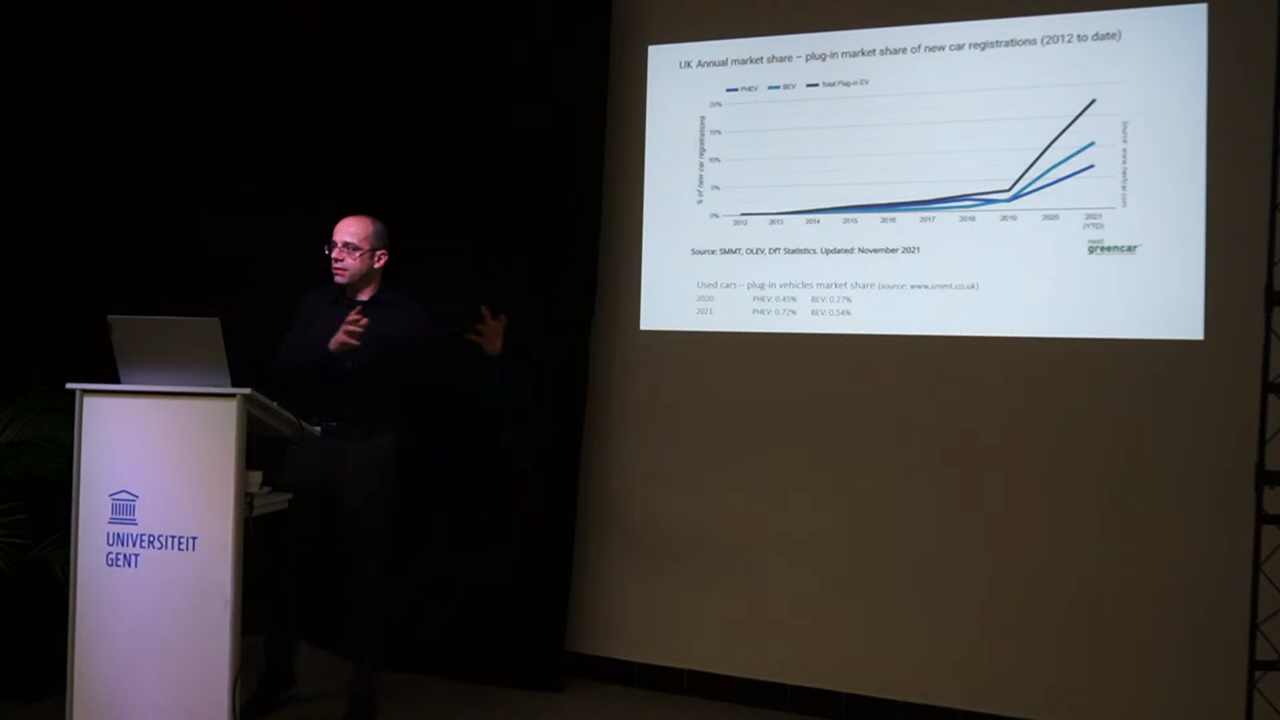 UK Annual market share – plug-in market share of new car registrations (2012 to date)
PHEV BEV Total Plug-in EV
% of new car registrations
20%
15%
10%
5%
0%
2012 2013 2014 2015 2016 2017 2018 2019 2020 2021
(YTD)
Source: SMMT, OLEV, DfT Statistics. Updated: November 2021
next
greencar
Used cars – plug-in vehicles market share (source: www.smmt.co.uk)
2020: PHEV: 0.45% BEV: 0.27%
2021: PHEV: 0.72% BEV: 0.54%
UNIVERSITEIT
GENT